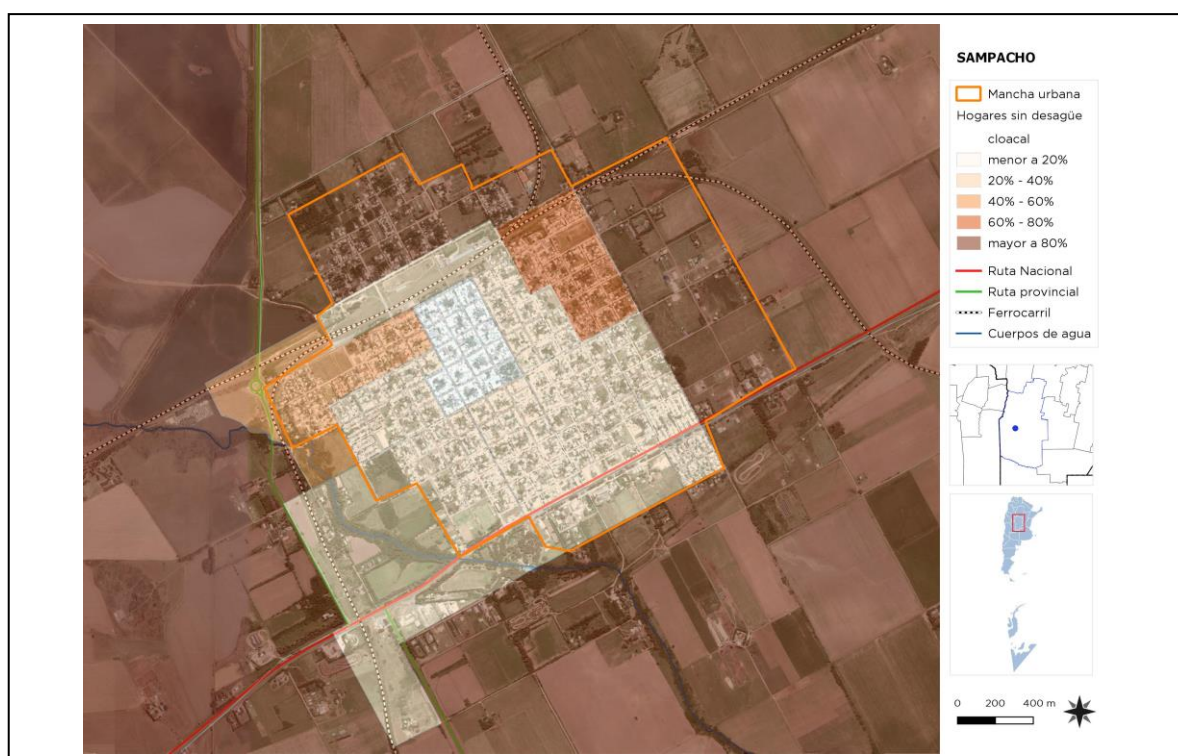 SAMPACHO
Mancha urbana
Hogares sin desagüe
cloacal
menor a 20%
20% - 40%
40% - 60%
60% - 80%
mayor a 80%
Ruta Nacional
Ruta provincial
Ferrocarril
Cuerpos de agua
0 200 400 m